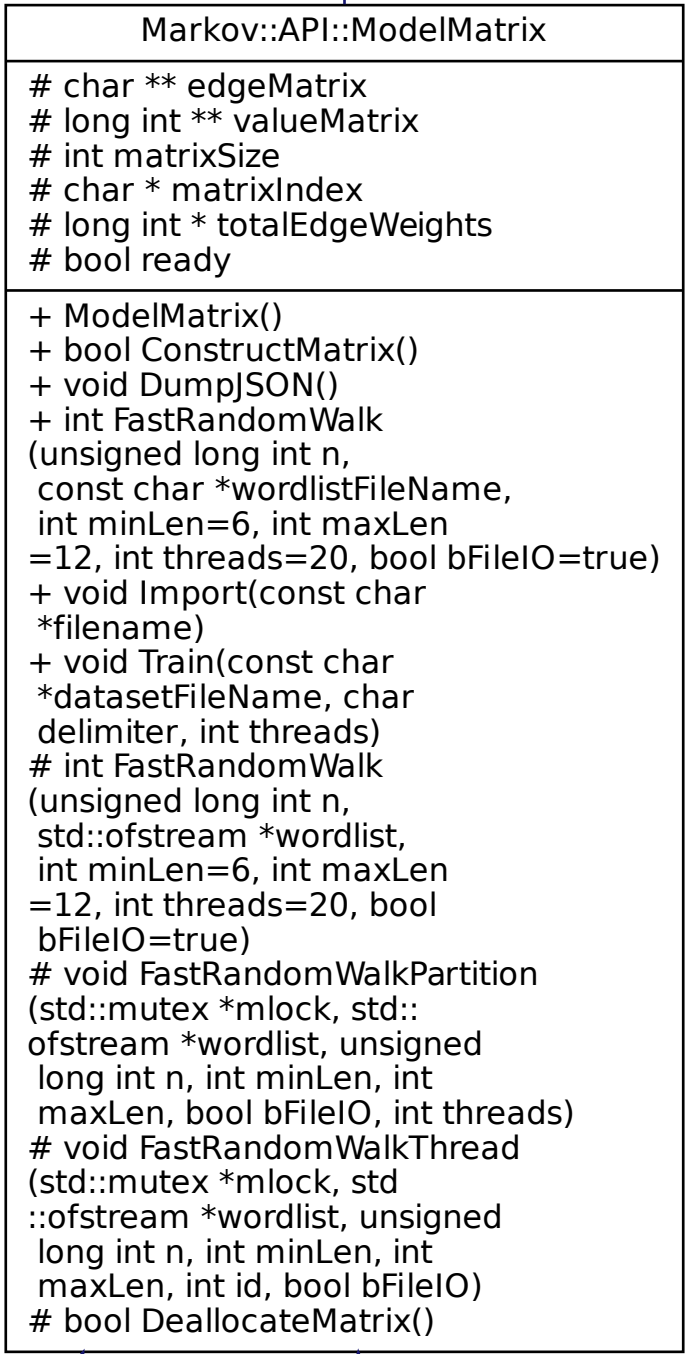 Markov::API::ModelMatrix
# char ** edgeMatrix
# long int ** valueMatrix
# int matrixSize
# char * matrixIndex
# long int * totalEdgeWeights
# bool ready
+ ModelMatrix()
+ bool ConstructMatrix()
+ void DumpJSON()
+ int FastRandomWalk
(unsigned long int n,
const char *wordlistFileName,
int minLen=6, int maxLen
=12, int threads=20, bool bFileIO=true)
+ void Import(const char
*filename)
+ void Train(const char
*datasetFileName, char
delimiter, int threads)
# int FastRandomWalk
(unsigned long int n,
std::ofstream *wordlist,
int minLen=6, int maxLen
=12, int threads=20, bool
bFileIO=true)
# void FastRandomWalkPartition
(std::mutex *mlock, std::
ofstream *wordlist, unsigned
long int n, int minLen, int
maxLen, bool bFileIO, int threads)
# void FastRandomWalkThread
(std::mutex *mlock, std
::ofstream *wordlist, unsigned
long int n, int minLen, int
maxLen, int id, bool bFileIO)
# bool DeallocateMatrix()